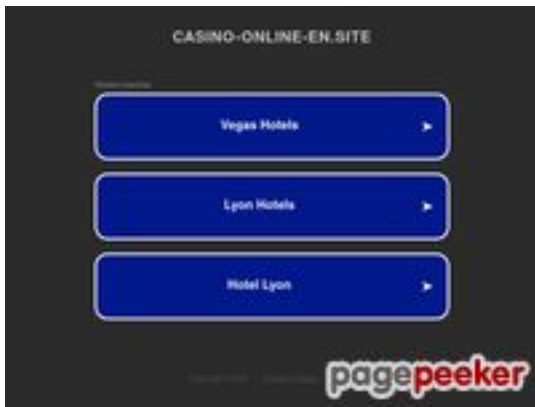 CASINO-ONLINE-EN.SITE
Vegas Hotels
Lyon Hotels
Hotel Lyon
pagepeeker